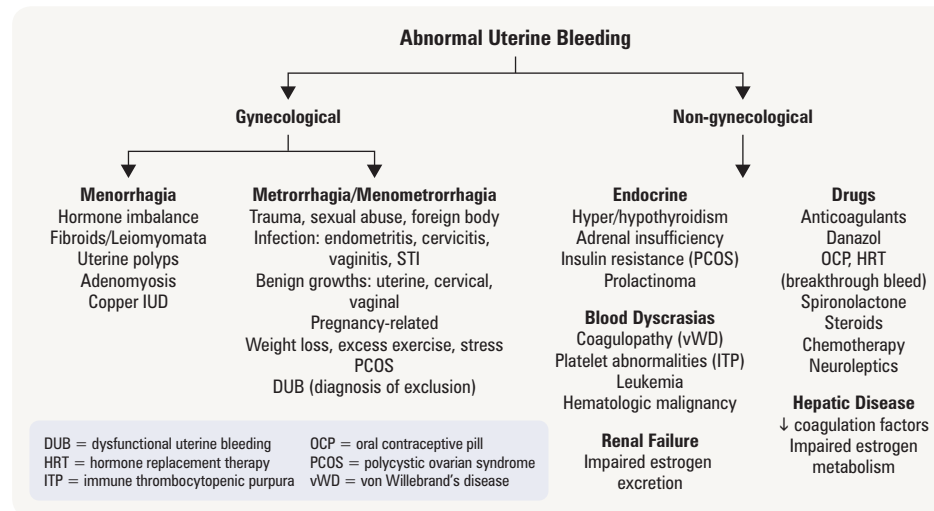 Abnormal Uterine Bleeding
Gynecological
Non-gynecological
Menorrhagia
Hormone imbalance
Fibroids/Leiomyomata
Uterine polyps
Adenomyosis
Copper IUD
Metrorrhagia/Menometrorrhagia
Trauma, sexual abuse, foreign body
Infection: endometritis, cervicitis,
vaginitis, STI
Benign growths: uterine, cervical,
vaginal
Pregnancy-related
Weight loss, excess exercise, stress
PCOS
DUB (diagnosis of exclusion)
Endocrine
Hyper/hypothyroidism
Adrenal insufficiency
Insulin resistance (PCOS)
Prolactinoma
Blood Dyscrasias
Coagulopathy (vWD)
Platelet abnormalities (ITP)
Leukemia
Hematologic malignancy
Renal Failure
Impaired estrogen
excretion
Drugs
Anticoagulants
Danazol
OCP, HRT
(breakthrough bleed)
Spironolactone
Steroids
Chemotherapy
Neuroleptics
Hepatic Disease
↓ coagulation factors
Impaired estrogen
metabolism
DUB = dysfunctional uterine bleeding
HRT = hormone replacement therapy
ITP = immune thrombocytopenic purpura
OCP = oral contraceptive pill
PCOS = polycystic ovarian syndrome
vWD = von Willebrand's disease